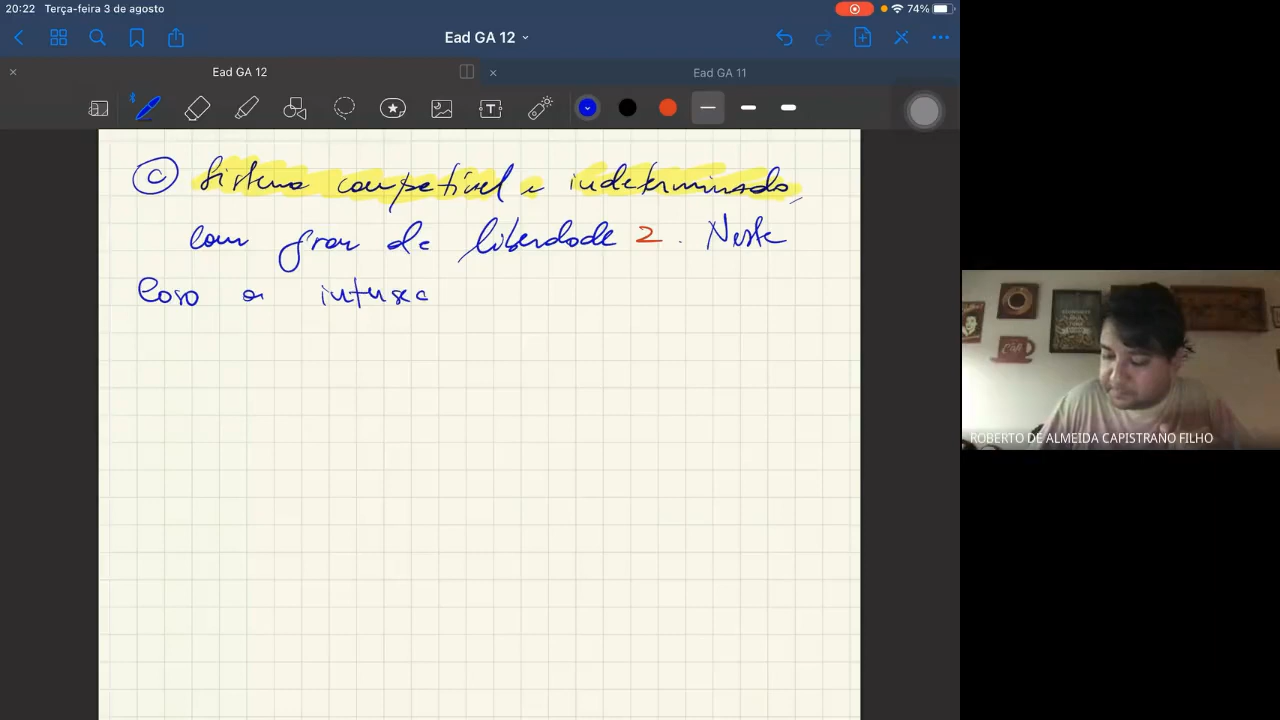 20:22 Terça-feira 3 de agosto 74%
Ead GA 12
Ead GA 12 Ead GA 11
c Sistema compatível e indeterminado,
com grau de liberdade 2. Neste
Caso a interse
ROBERTO DE ALMEIDA CAPISTRANO FILHO